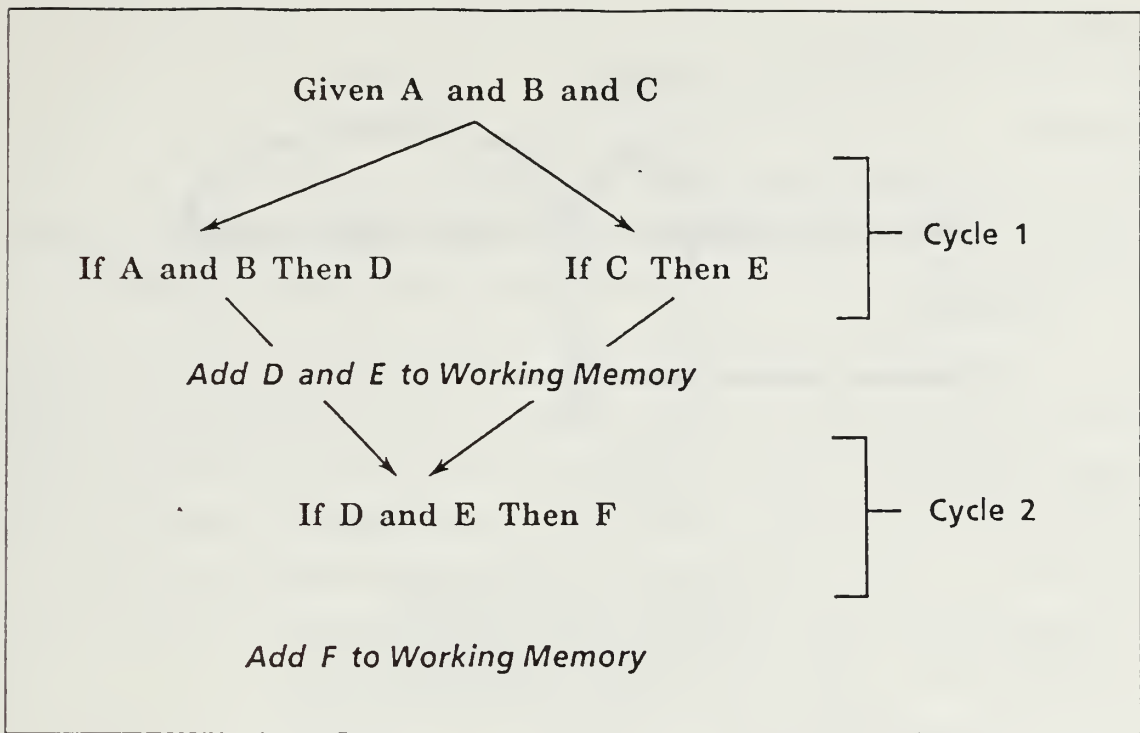 Given A and B and C
Cycle 1
If A and B Then D
If C Then E
Add D and E to Working Memory
Cycle 2
If D and E Then F
Add F to Working Memory